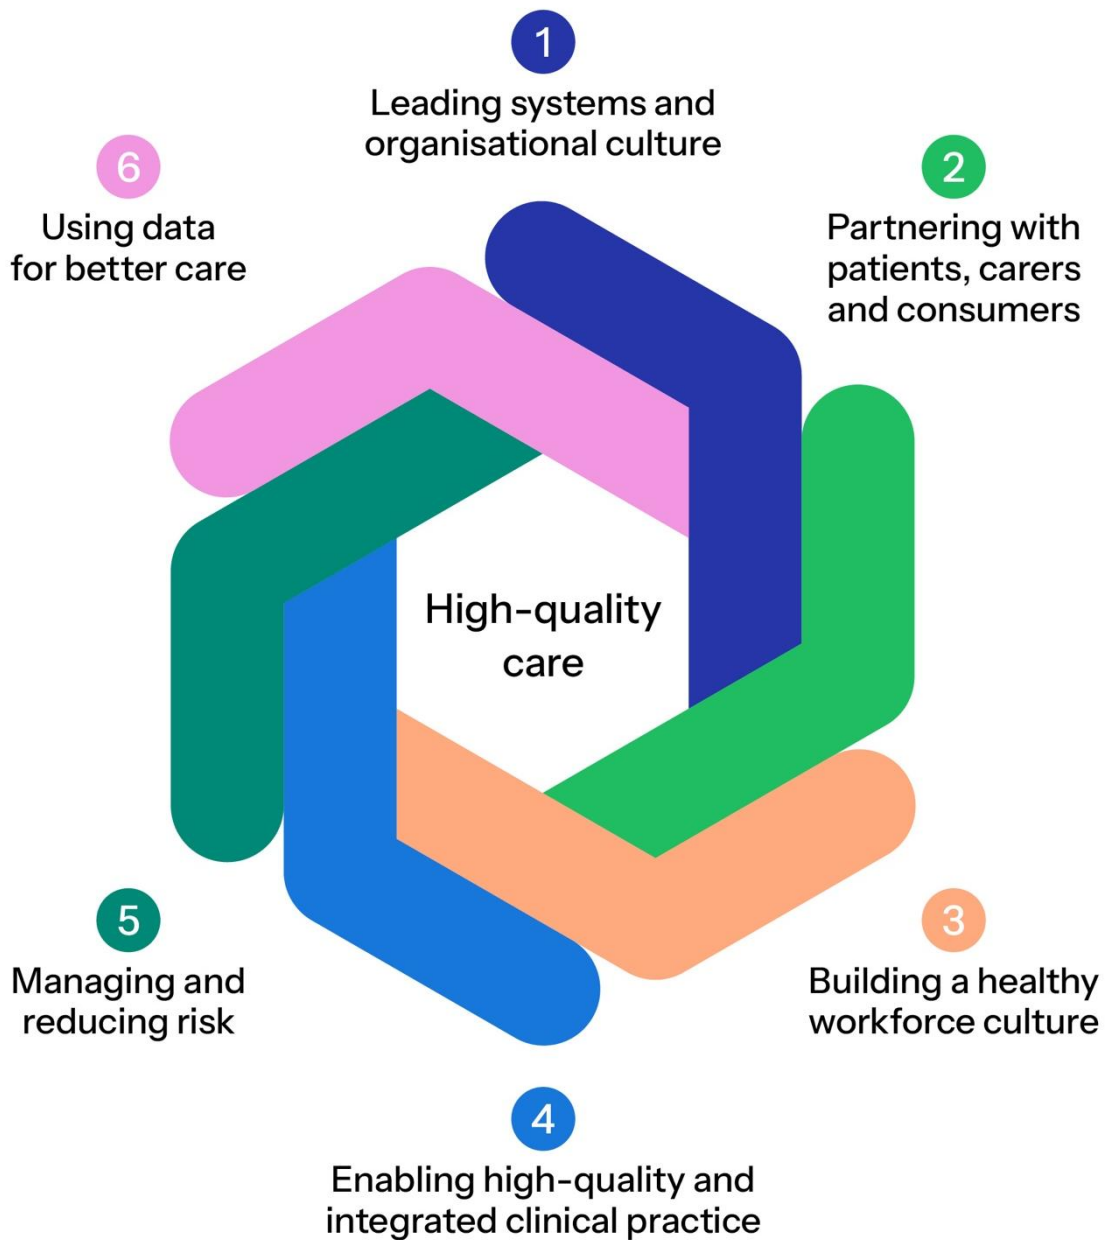 1
Leading systems and
organisational culture
2
Partnering with
patients, carers
and consumers
3
Building a healthy
workforce culture
4
Enabling high-quality and
integrated clinical practice
5
Managing and
reducing risk
6
Using data
for better care
High-quality
care